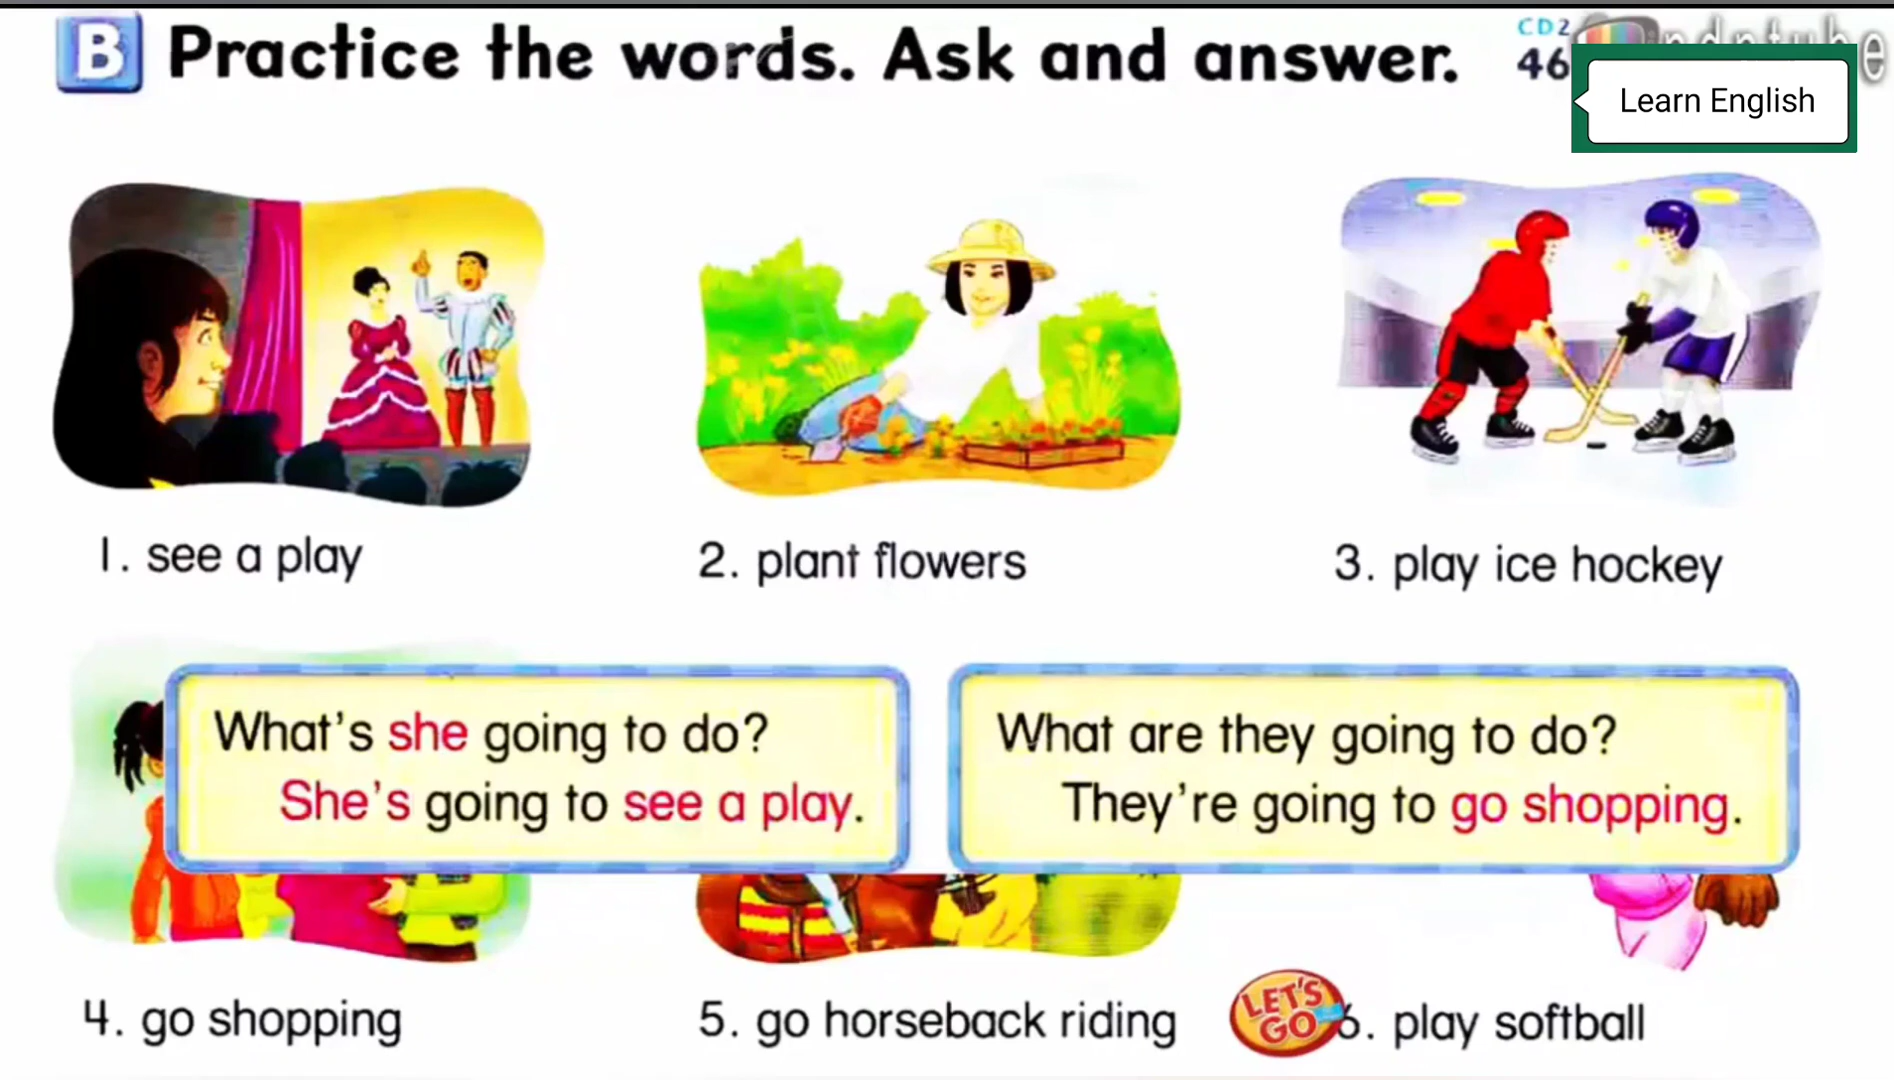 B Practice the words. Ask and answer.
CD2
46
Learn English
1. see a play
2. plant flowers
3. play ice hockey
What's she going to do?
She's going to see a play.
What are they going to do?
They're going to go shopping.
4. go shopping
5. go horseback riding
LET'S
GO
6. play softball